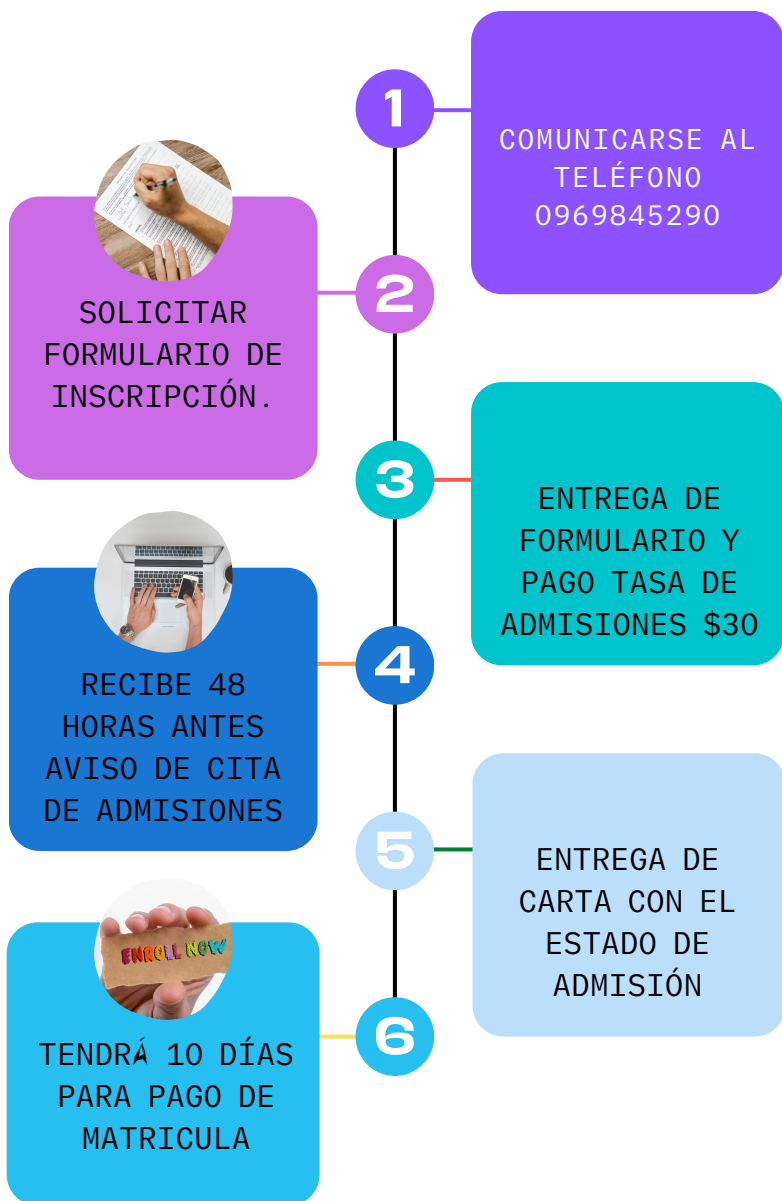 1
COMUNICARSE AL
TELÉFONO
0969845290
2
SOLICITAR
FORMULARIO DE
INSCRIPCIÓN.
3
ENTREGA DE
FORMULARIO Y
PAGO TASA DE
ADMISIONES $30
4
RECIBE 48
HORAS ANTES
AVISO DE CITA
DE ADMISIONES
5
ENTREGA DE
CARTA CON EL
ESTADO DE
ADMISIÓN
6
ENROLL NOW
TENDRÁ 10 DÍAS
PARA PAGO DE
MATRICULA